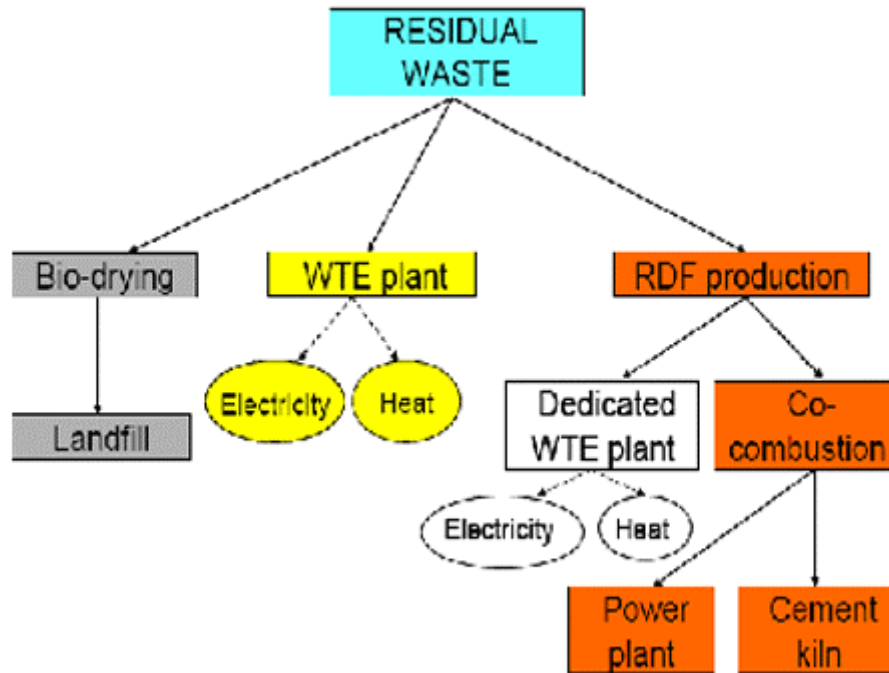 RESIDUAL
WASTE
Bio-drying
WTE plant
RDF production
Electricity
Heat
Landfill
Dedicated
WTE plant
Co-
combustion
Electricity
Heat
Power
plant
Cement
kiln